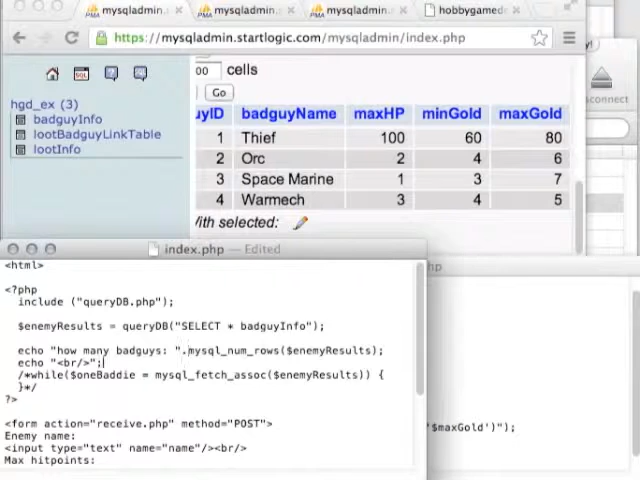 mysqladmin.
mysqladmin.
mysqladmin.
hobbygamed
https://mysqladmin.startlogic.com/mysqladmin/index.php
00 cells
Go
hgd_ex (3)
badguyInfo
lootBadguyLinkTable
lootInfo
uyID badguyName maxHP minGold maxGold
1 Thief 100 60 80
2 Orc 2 4 6
3 Space Marine 1 3 7
4 Warmech 3 4 5
With selected:
connect
index.php — Edited
hp
<html>
<?php
include ("queryDB.php");
$enemyResults = queryDB("SELECT * badguyInfo");
echo "how many badguys: ".mysql_num_rows($enemyResults);
echo "<br/>";
/*while($oneBaddie = mysql_fetch_assoc($enemyResults)) {
}*/
?>
<form action="receive.php" method="POST">
Enemy name:
<input type="text" name="name"/><br/>
Max hitpoints:
'$maxGold')");